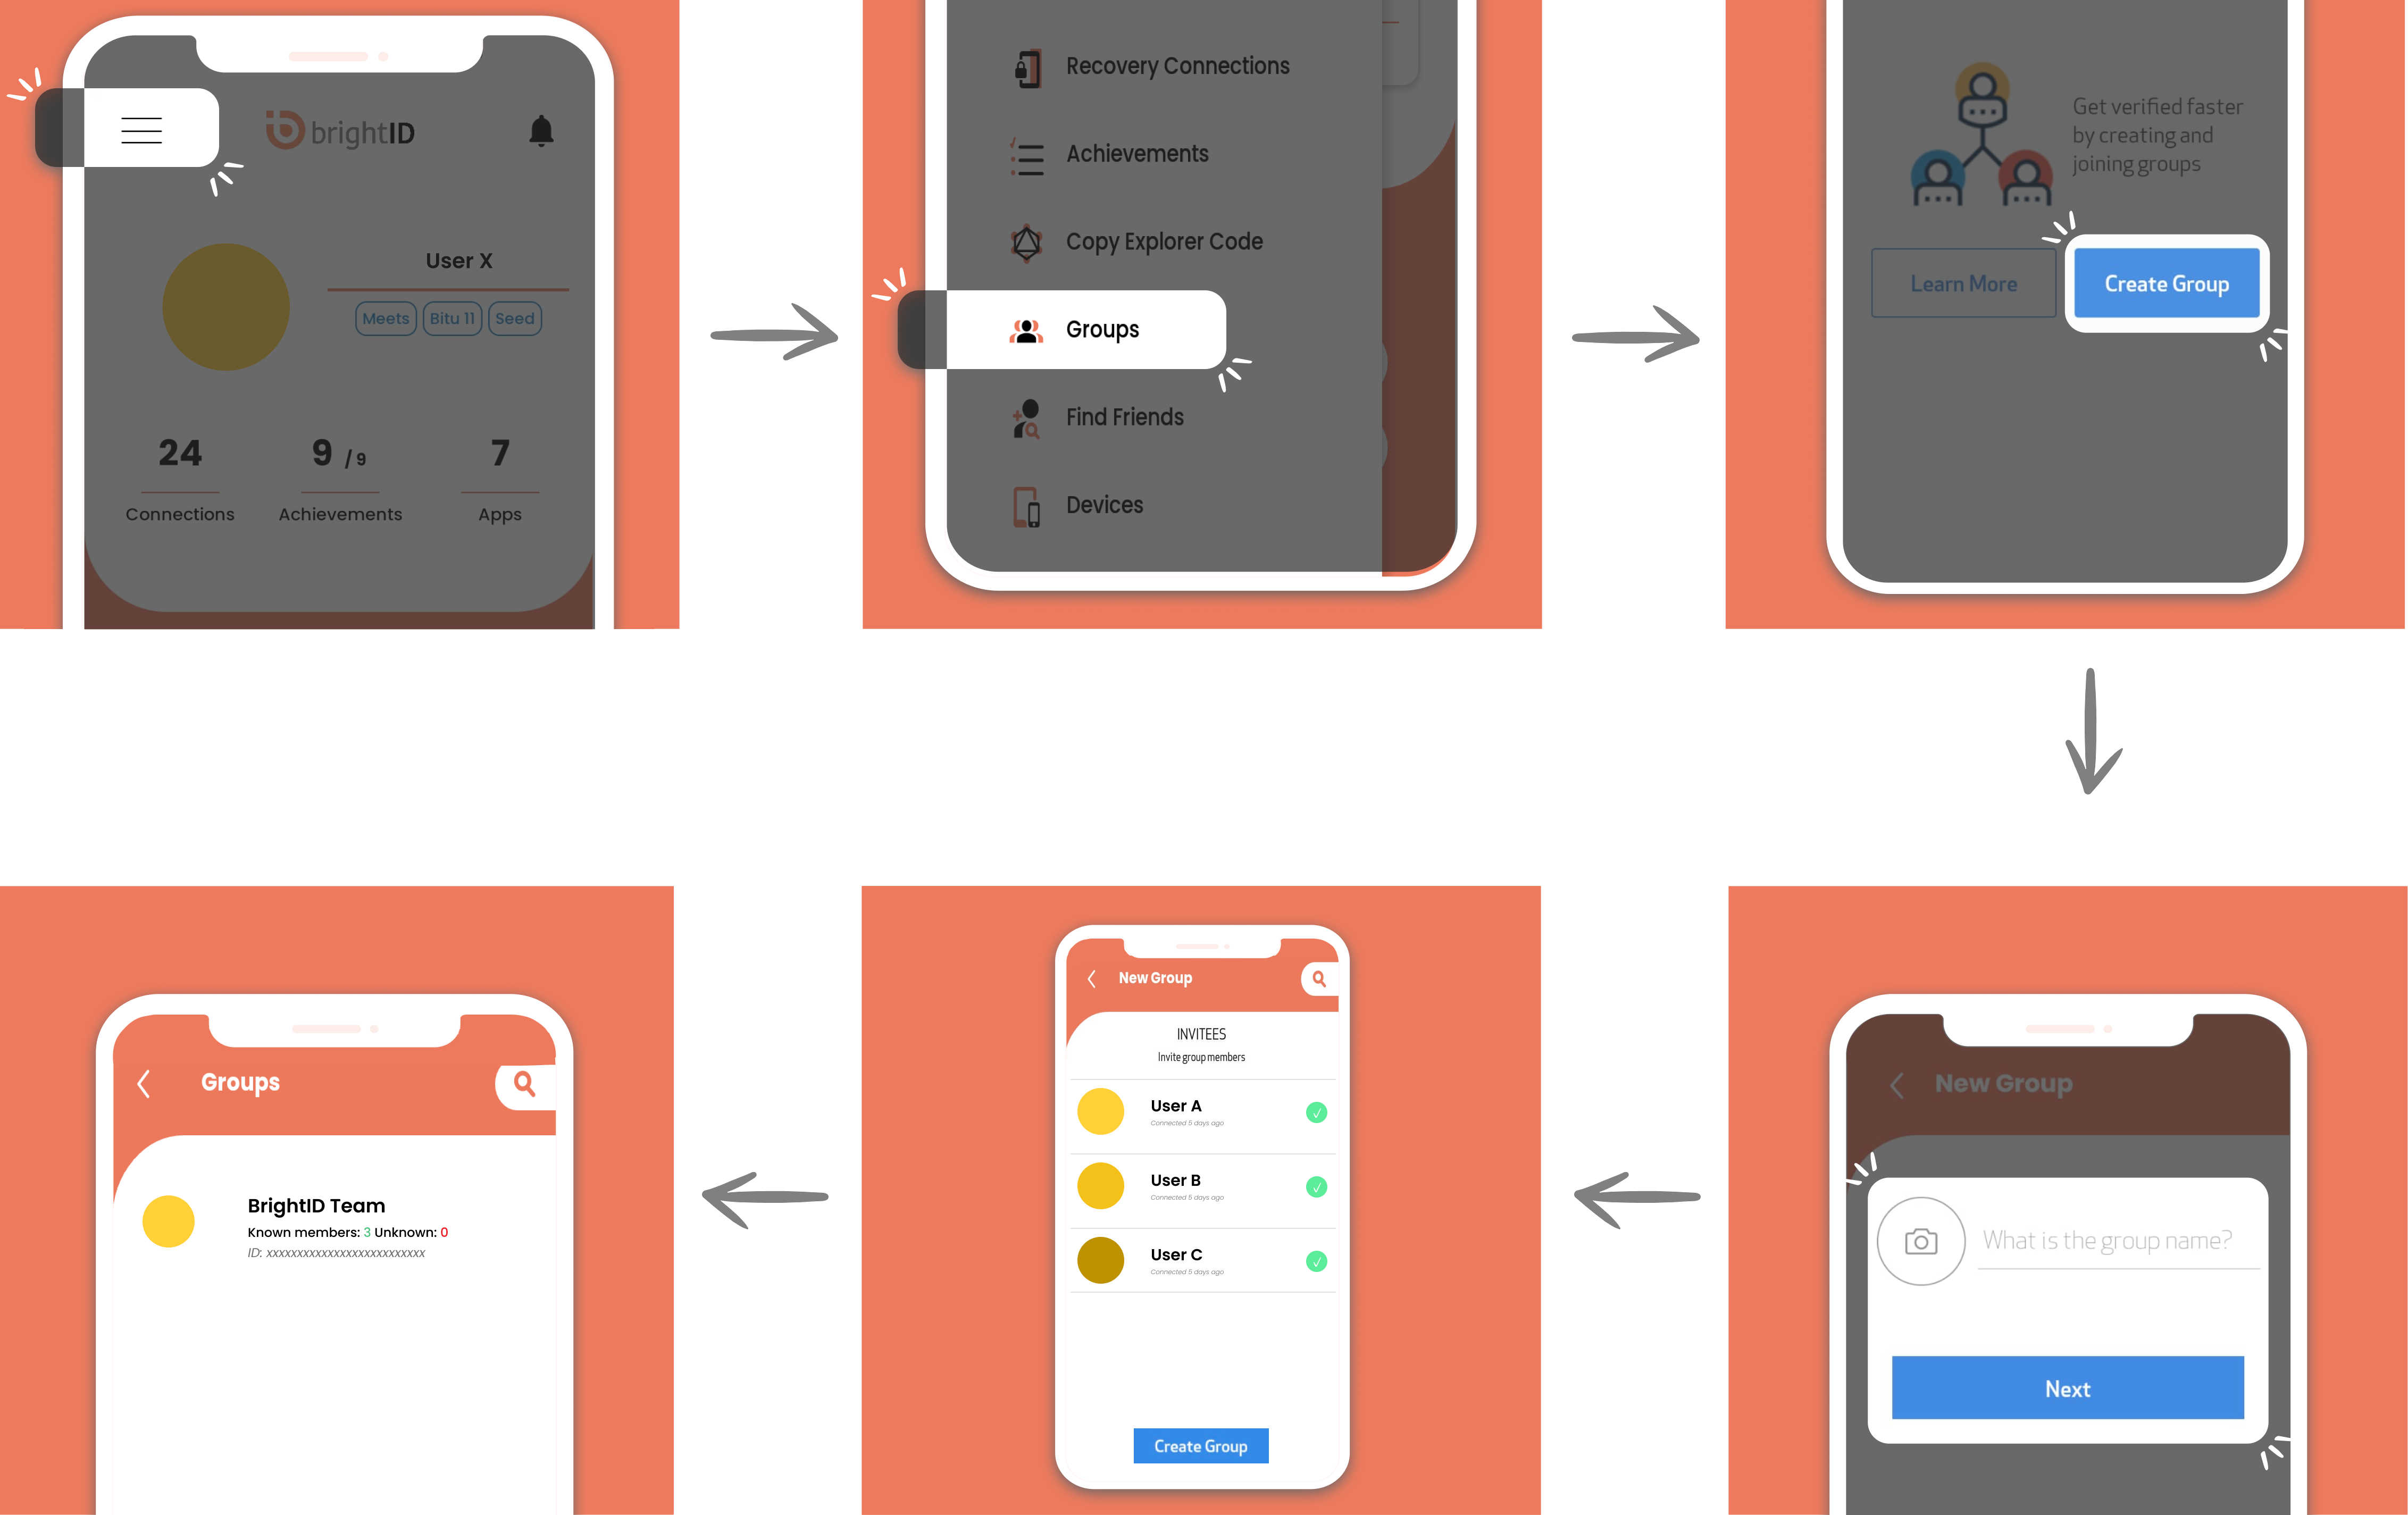 brightID
User X
Meets Bitu 11 Seed
24 9 / 9 7
Connections Achievements Apps
Recovery Connections
Achievements
Copy Explorer Code
Groups
Find Friends
Devices
Get verified faster
by creating and
joining groups
Learn More Create Group
New Group
What is the group name?
Next
New Group
INVITEES
Invite group members
User A
Connected 5 days ago
User B
Connected 5 days ago
User C
Connected 5 days ago
Create Group
Groups
BrightID Team
Known members: 3 Unknown: 0
ID: xxxxxxxxxxxxxxxxxxxxxxxxxx